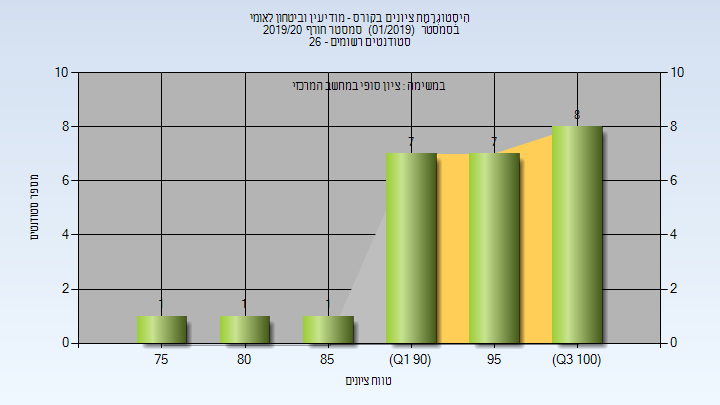 היסטוגרמת ציונים בקורס - מודיעין וביטחון לאומי
בסמסטר (01/2019) סמסטר חורף 2019/20
סטודנטים רשומים - 26
במשימה : ציון סופי במחשב המרכזי
10 10
8 8
6 6
4 4
2 2
0 0
1 1 1 7 7 8
75 80 85 (Q1 90) 95 (Q3 100)
מספר סטודנטים
טווח ציונים